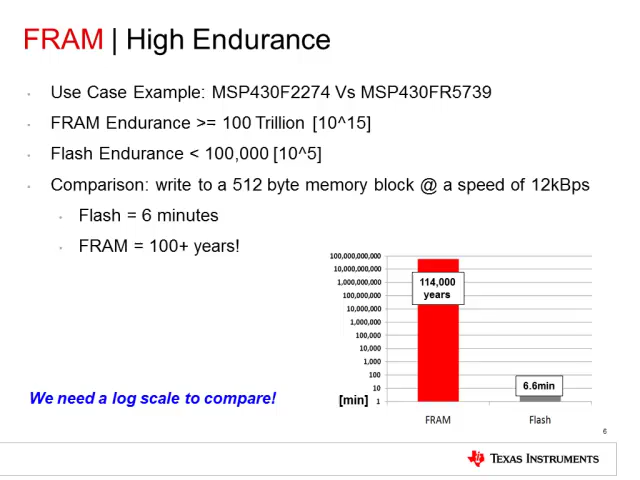 FRAM | High Endurance
Use Case Example: MSP430F2274 Vs MSP430FR5739
FRAM Endurance >= 100 Trillion [10^15]
Flash Endurance < 100,000 [10^5]
Comparison: write to a 512 byte memory block @ a speed of 12kBps
Flash = 6 minutes
FRAM = 100+ years!
100,000,000,000
10,000,000,000
1,000,000,000
100,000,000
10,000,000
1,000,000
100,000
10,000
1,000
100
10
[min] 1
114,000
years
6.6min
FRAM Flash
We need a log scale to compare!
6
TEXAS INSTRUMENTS